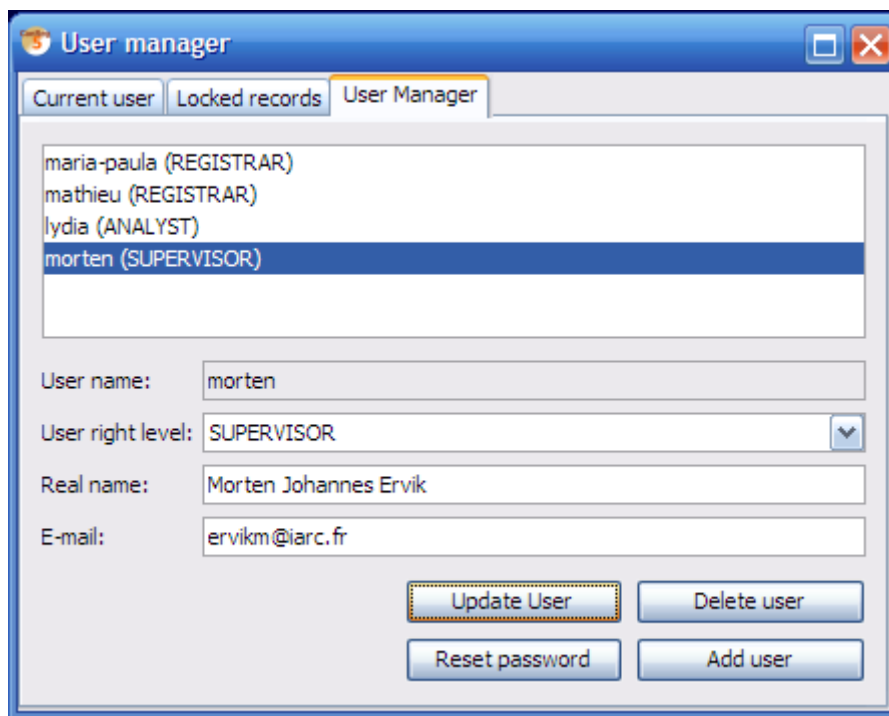 User manager
Current user Locked records User Manager
maria-paula (REGISTRAR)
mathieu (REGISTRAR)
lydia (ANALYST)
morten (SUPERVISOR)
User name: morten
User right level: SUPERVISOR
Real name: Morten Johannes Ervik
E-mail: ervikm@iarc.fr
Update User Delete user
Reset password Add user